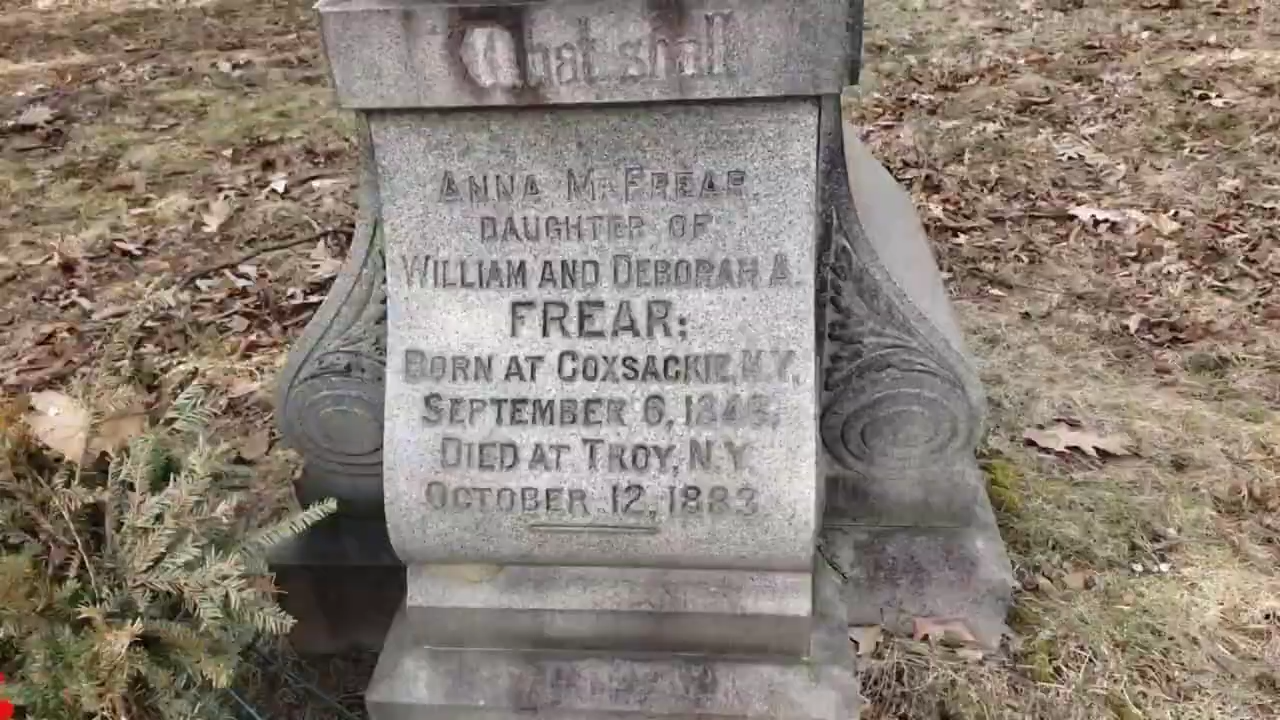 What shall
ANNA M. FREAR.
DAUGHTER OF
WILLIAM AND DEBORAH A.
FREAR;
BORN AT COXSACKIE, N.Y.
SEPTEMBER 6,
DIED AT TROY, N.Y.
OCTOBER 12, 1883